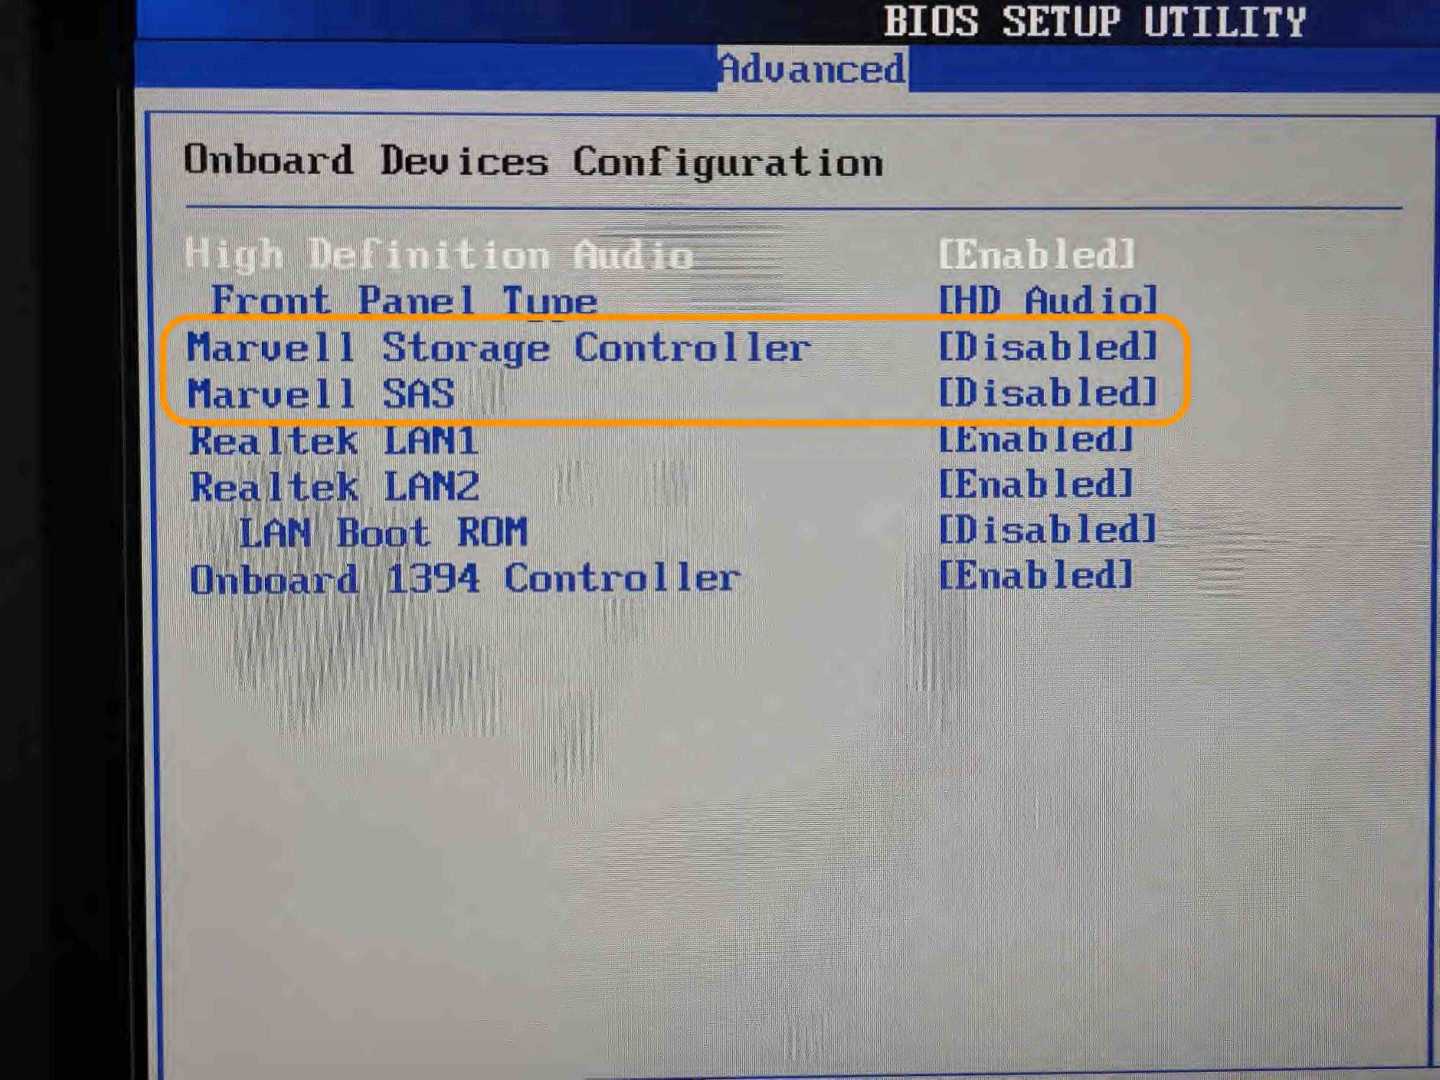 BIOS SETUP UTILITY
Advanced
Onboard Devices Configuration
High Definition Audio [Enabled]
Front Panel Type [HD Audio]
Marvell Storage Controller [Disabled]
Marvell SAS [Disabled]
Realtek LAN1 [Enabled]
Realtek LAN2 [Enabled]
LAN Boot ROM [Disabled]
Onboard 1394 Controller [Enabled]